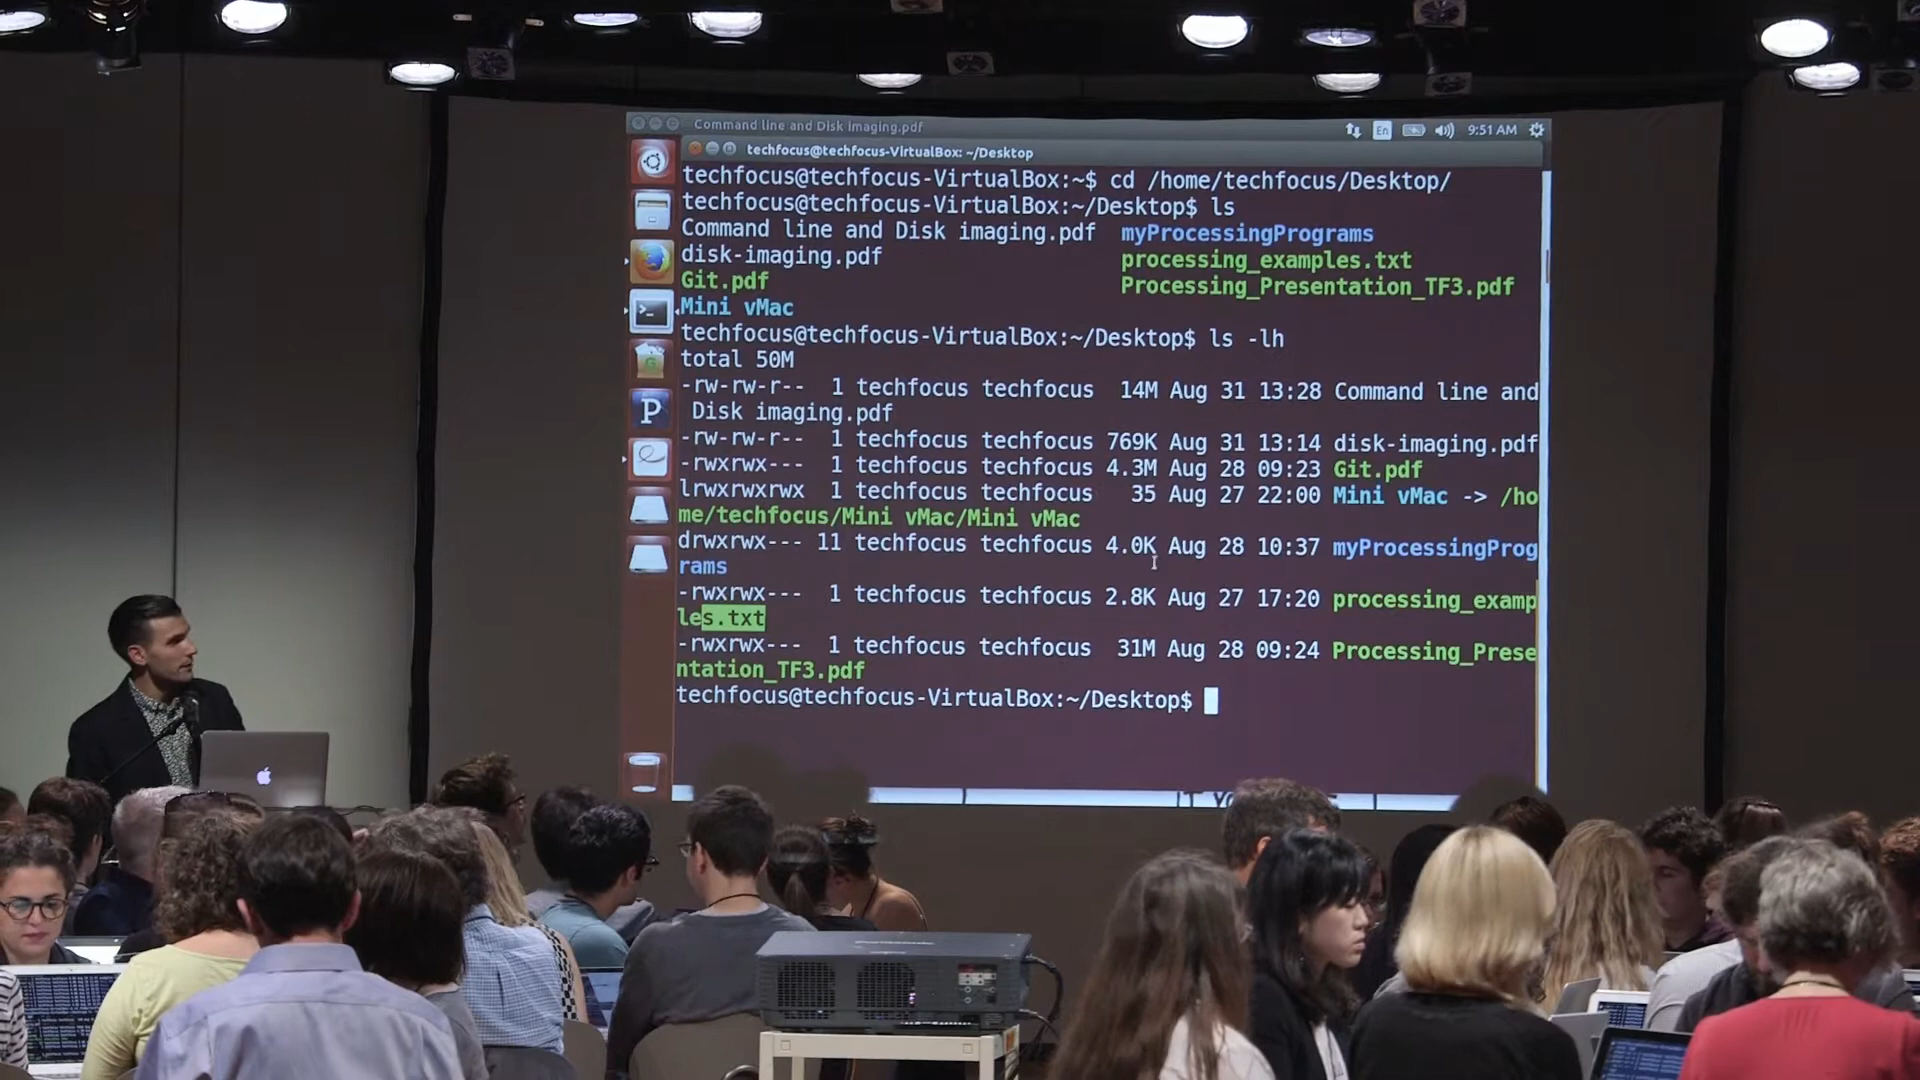 Command line and Disk imaging.pdf
En
9:51 AM
techfocus@techfocus-VirtualBox: ~/Desktop
techfocus@techfocus-VirtualBox:~$ cd /home/techfocus/Desktop/
techfocus@techfocus-VirtualBox:~/Desktop$ ls
Command line and Disk imaging.pdf myProcessingPrograms
disk-imaging.pdf processing_examples.txt
Git.pdf Processing_Presentation_TF3.pdf
Mini vMac
techfocus@techfocus-VirtualBox:~/Desktop$ ls -lh
total 50M
-rw-rw-r-- 1 techfocus techfocus 14M Aug 31 13:28 Command line and
Disk imaging.pdf
-rw-rw-r-- 1 techfocus techfocus 769K Aug 31 13:14 disk-imaging.pdf
-rwxrwx--- 1 techfocus techfocus 4.3M Aug 28 09:23 Git.pdf
lrwxrwxrwx 1 techfocus techfocus 35 Aug 27 22:00 Mini vMac -> /ho
me/techfocus/Mini vMac/Mini vMac
drwxrwx--- 11 techfocus techfocus 4.0K Aug 28 10:37 myProcessingProg
rams
-rwxrwx--- 1 techfocus techfocus 2.8K Aug 27 17:20 processing_examp
les.txt
-rwxrwx--- 1 techfocus techfocus 31M Aug 28 09:24 Processing_Prese
ntation_TF3.pdf
techfocus@techfocus-VirtualBox:~/Desktop$